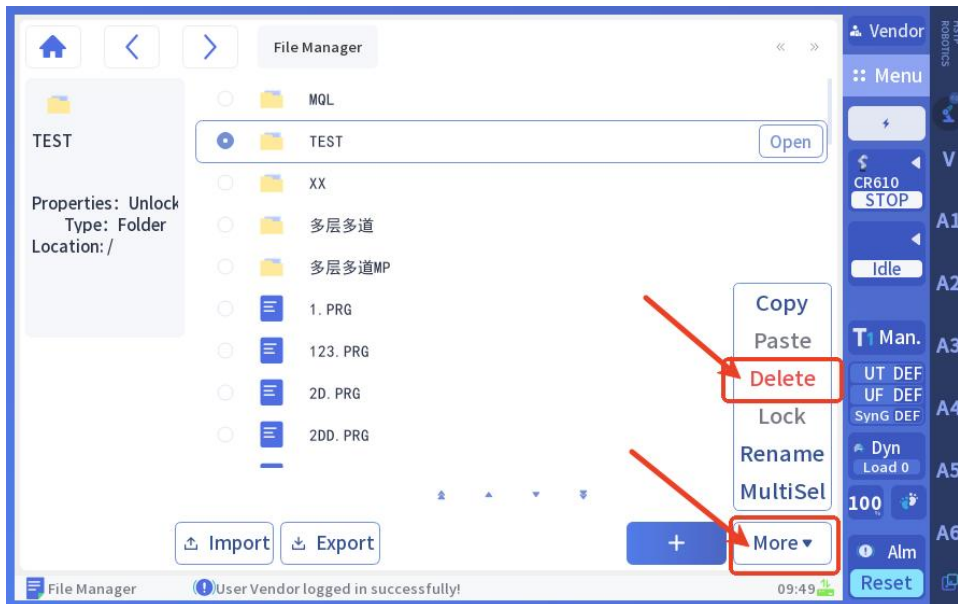 File Manager
« »
TEST
Properties: Unlock
Type: Folder
Location: /
MQL
TEST
Open
XX
多层多道
多层多道MP
1. PRG
123. PRG
2D. PRG
2DD. PRG
Copy
Paste
Delete
Lock
Rename
MultiSel
Import
Export
+
More
File Manager
User Vendor logged in successfully!
09:49
Vendor
Menu
CR610
STOP
Idle
T1 Man.
UT DEF
UF DEF
SynG DEF
Dyn
Load 0
100
%
Alm
Reset
ROBOTICS
V
A1
A2
A3
A4
A5
A6